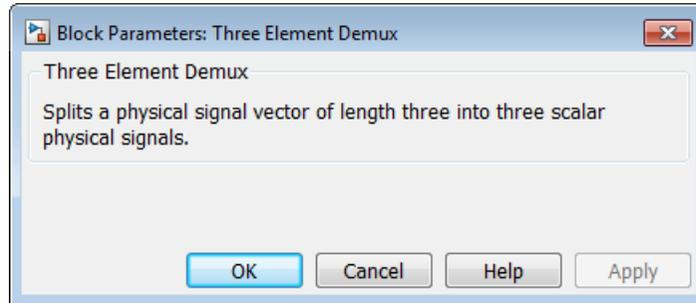 Block Parameters: Three Element Demux
Three Element Demux
Splits a physical signal vector of length three into three scalar
physical signals.
OK Cancel Help Apply